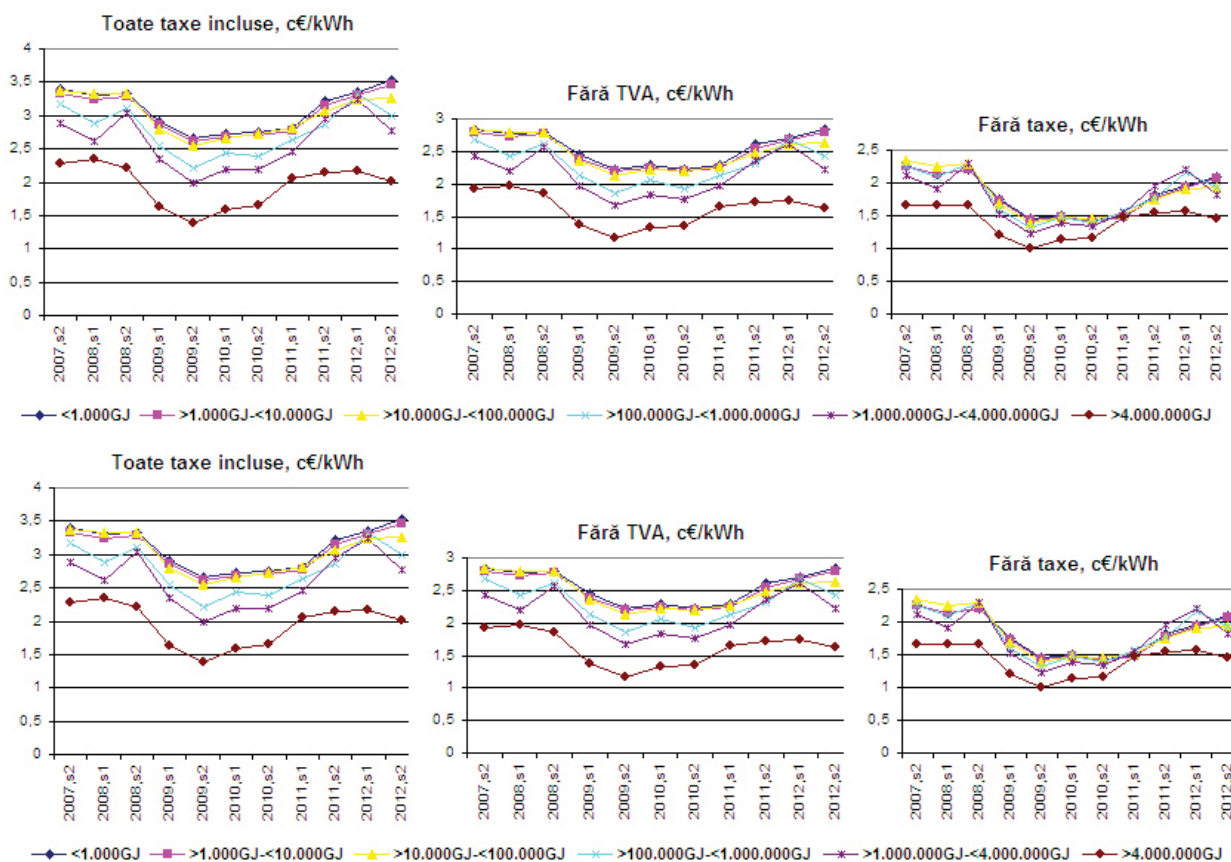 Toate taxe incluse, c€/kWh
4
3,5
3
2,5
2
1,5
1
0,5
0
2007,s2
2008,s1
2008,s2
2009,s1
2009,s2
2010,s1
2010,s2
2011,s1
2011,s2
2012,s1
2012,s2
Fără TVA, c€/kWh
3
2,5
2
1,5
1
0,5
0
2007,s2
2008,s1
2008,s2
2009,s1
2009,s2
2010,s1
2010,s2
2011,s1
2011,s2
2012,s1
2012,s2
Fără taxe, c€/kWh
2,5
2
1,5
1
0,5
0
2007,s2
2008,s1
2008,s2
2009,s1
2009,s2
2010,s1
2010,s2
2011,s1
2011,s2
2012,s1
2012,s2
<1.000GJ >1.000GJ-<10.000GJ >10.000GJ-<100.000GJ >100.000GJ-<1.000.000GJ >1.000.000GJ-<4.000.000GJ >4.000.000GJ
Toate taxe incluse, c€/kWh
4
3,5
3
2,5
2
1,5
1
0,5
0
2007,s2
2008,s1
2008,s2
2009,s1
2009,s2
2010,s1
2010,s2
2011,s1
2011,s2
2012,s1
2012,s2
Fără TVA, c€/kWh
3
2,5
2
1,5
1
0,5
0
2007,s2
2008,s1
2008,s2
2009,s1
2009,s2
2010,s1
2010,s2
2011,s1
2011,s2
2012,s1
2012,s2
Fără taxe, c€/kWh
2,5
2
1,5
1
0,5
0
2007,s2
2008,s1
2008,s2
2009,s1
2009,s2
2010,s1
2010,s2
2011,s1
2011,s2
2012,s1
2012,s2
<1.000GJ >1.000GJ-<10.000GJ >10.000GJ-<100.000GJ >100.000GJ-<1.000.000GJ >1.000.000GJ-<4.000.000GJ >4.000.000GJ